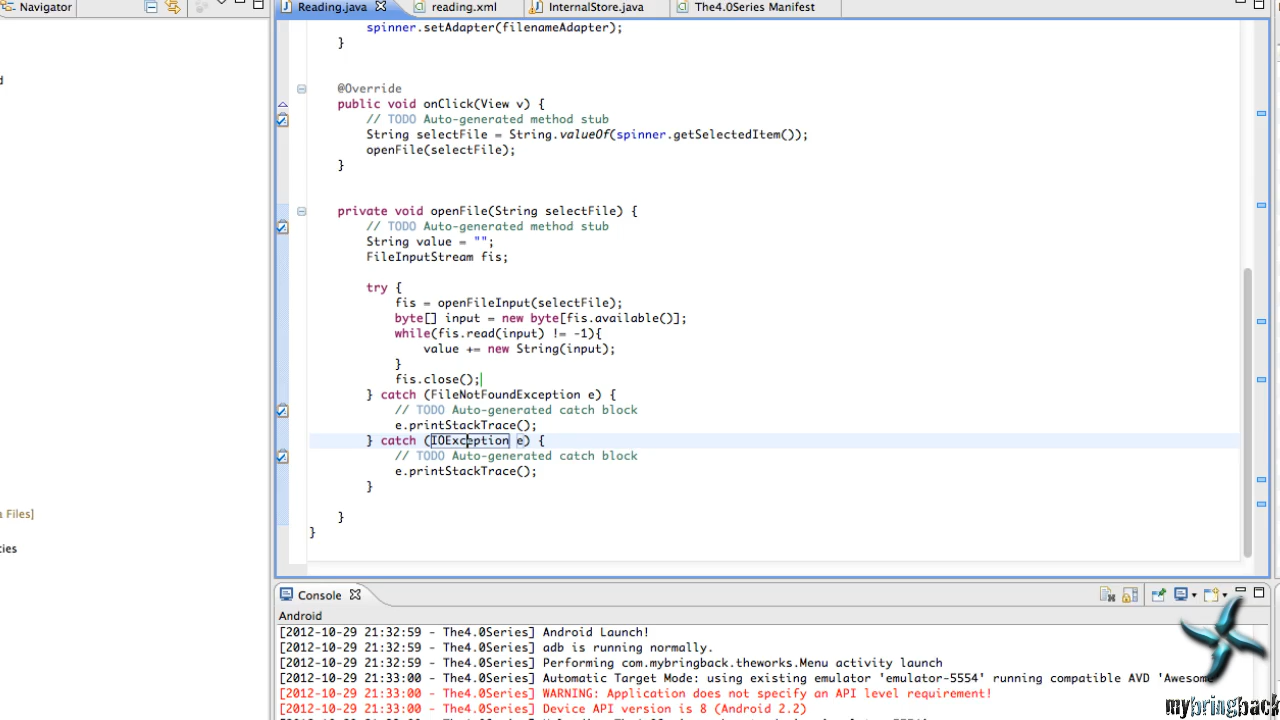 Navigator
Reading.java
reading.xml
InternalStore.java
The4.0Series Manifest
d
a Files]
cies
spinner.setAdapter(filenameAdapter);
}
@Override
public void onClick(View v) {
// TODO Auto-generated method stub
String selectFile = String.valueOf(spinner.getSelectedItem());
openFile(selectFile);
}
private void openFile(String selectFile) {
// TODO Auto-generated method stub
String value = "";
FileInputStream fis;
try {
fis = openFileInput(selectFile);
byte[] input = new byte[fis.available()];
while(fis.read(input) != -1){
value += new String(input);
}
fis.close();
} catch (FileNotFoundException e) {
// TODO Auto-generated catch block
e.printStackTrace();
} catch (IOException e) {
// TODO Auto-generated catch block
e.printStackTrace();
}
}
}
Console
Android
[2012-10-29 21:32:59 - The4.0Series] Android Launch!
[2012-10-29 21:32:59 - The4.0Series] adb is running normally.
[2012-10-29 21:32:59 - The4.0Series] Performing com.mybringback.theworks.Menu activity launch
[2012-10-29 21:33:00 - The4.0Series] Automatic Target Mode: using existing emulator 'emulator-5554' running compatible AVD 'Awesome
[2012-10-29 21:33:00 - The4.0Series] WARNING: Application does not specify an API level requirement!
[2012-10-29 21:33:00 - The4.0Series] Device API version is 8 (Android 2.2)
mybringback